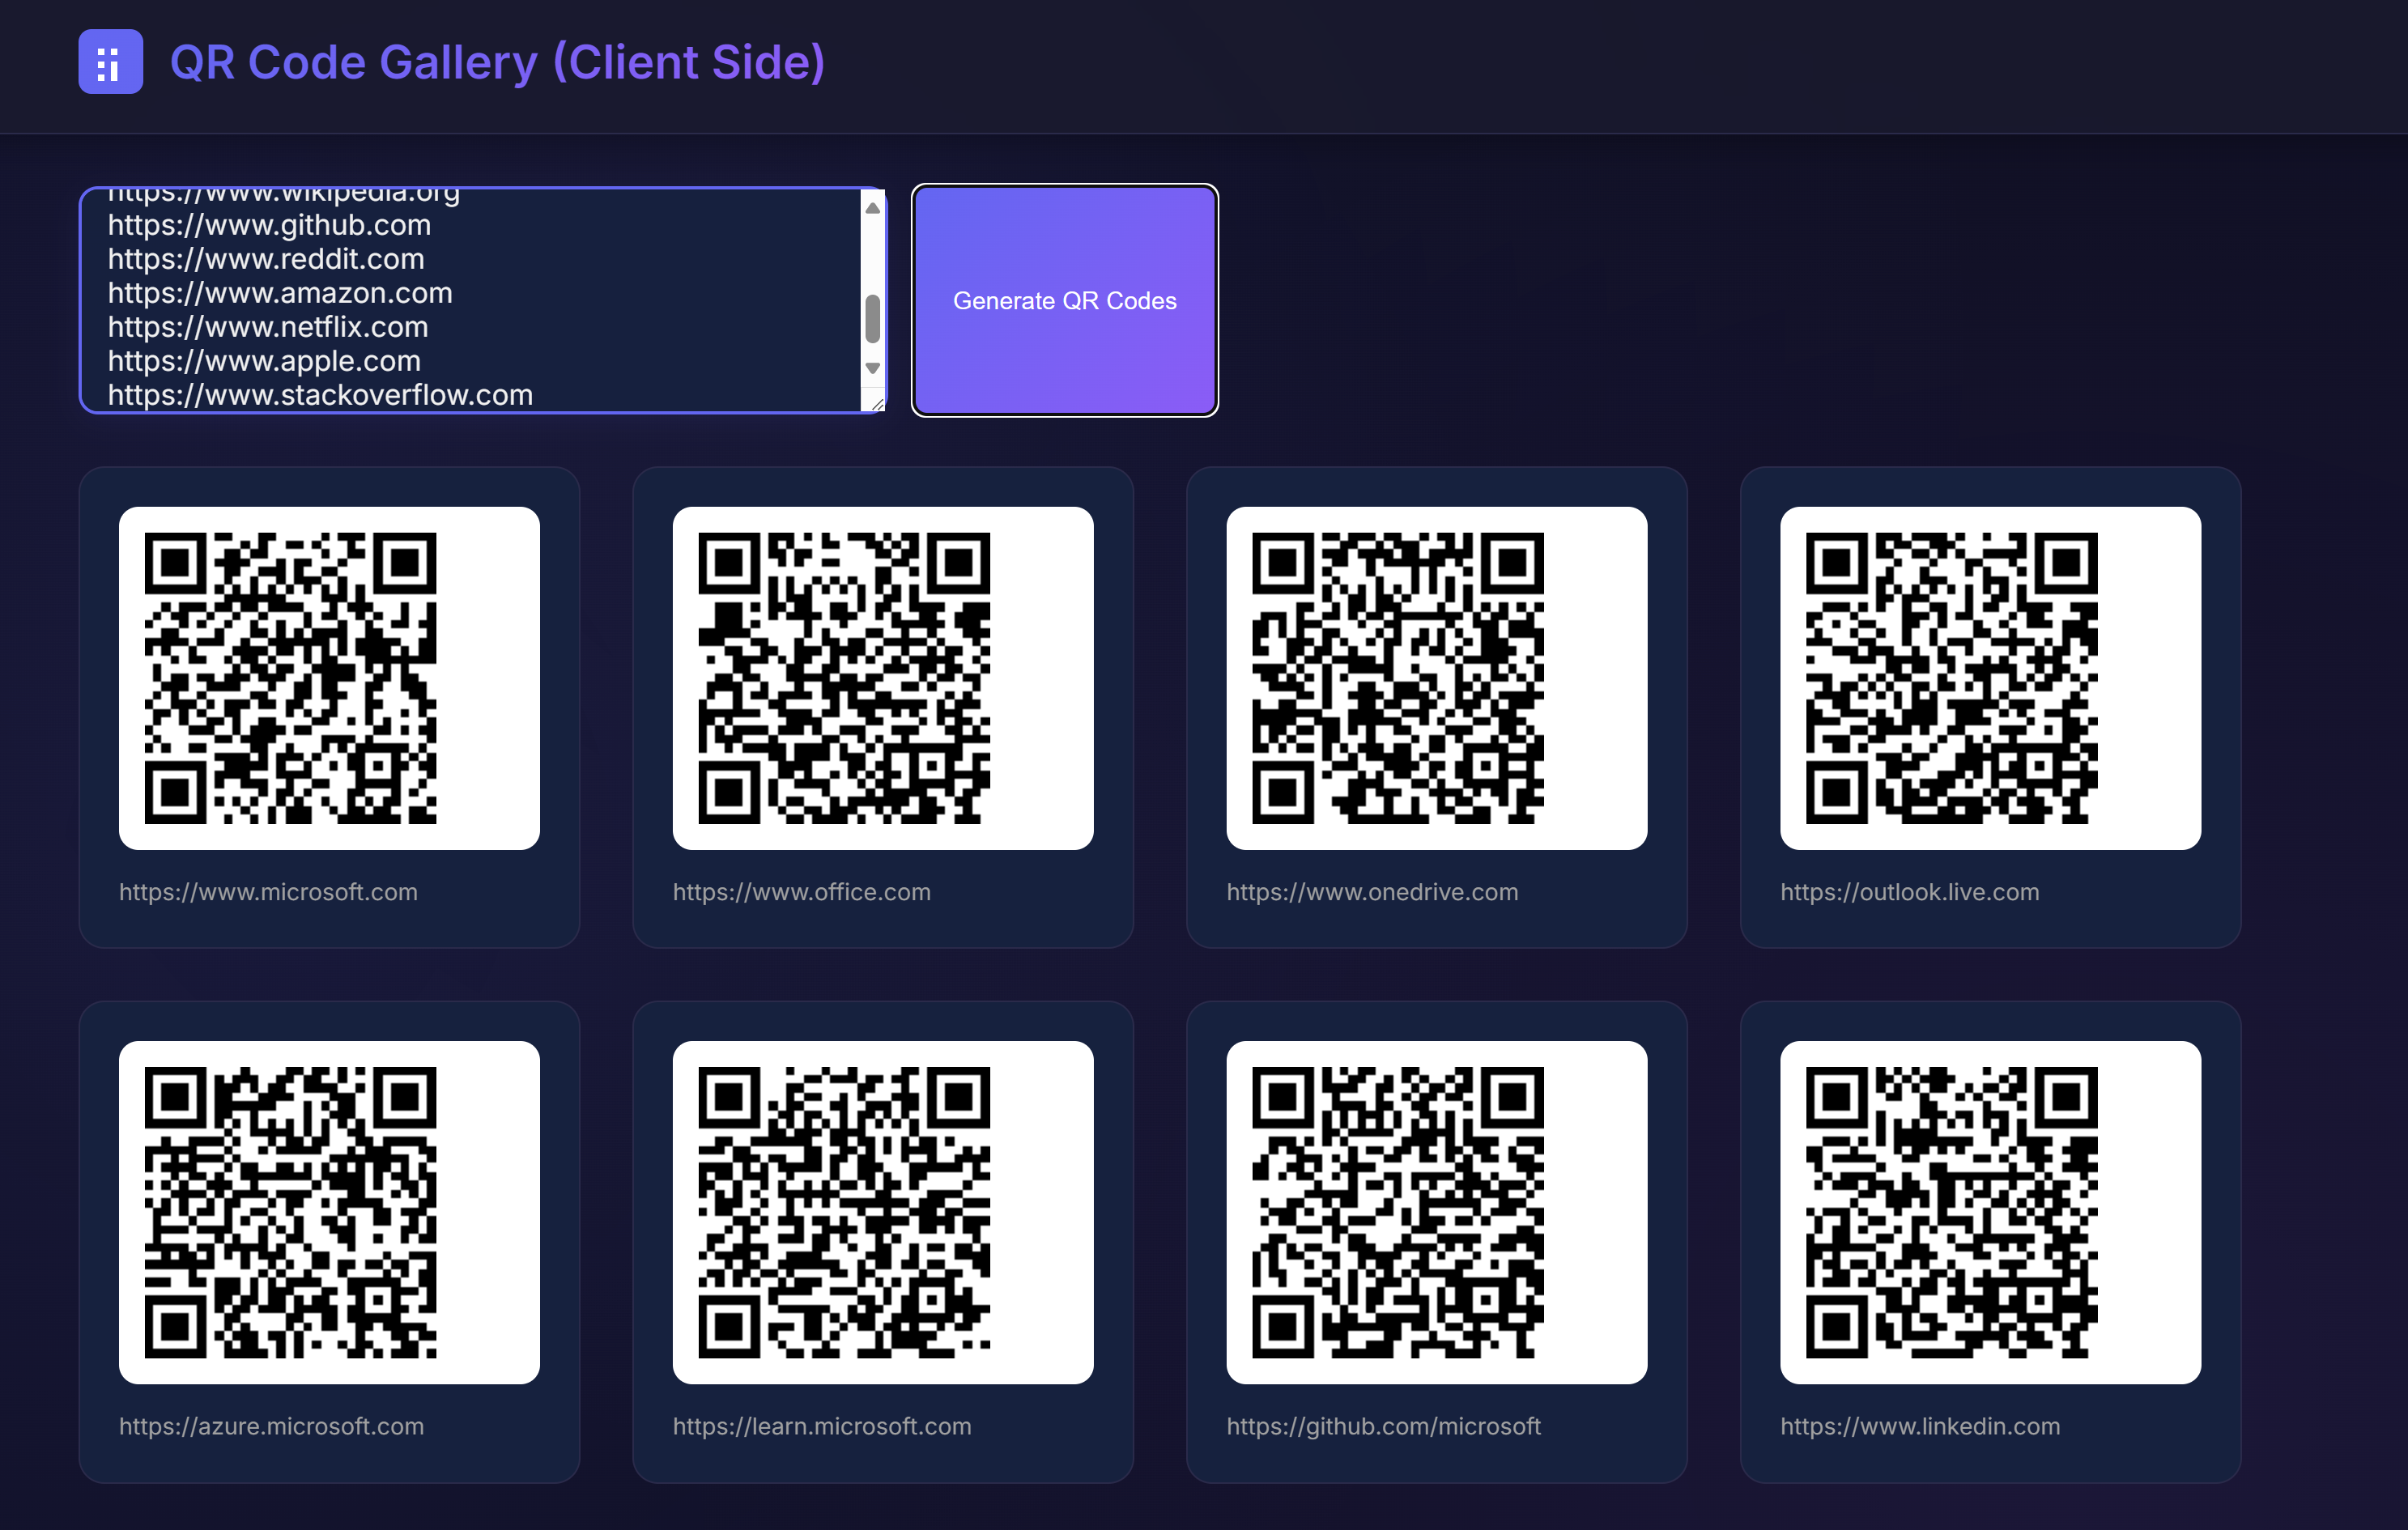 QR Code Gallery (Client Side)
https://www.wikipedia.org
https://www.github.com
https://www.reddit.com
https://www.amazon.com
https://www.netflix.com
https://www.apple.com
https://www.stackoverflow.com
Generate QR Codes
https://www.microsoft.com
https://www.office.com
https://www.onedrive.com
https://outlook.live.com
https://azure.microsoft.com
https://learn.microsoft.com
https://github.com/microsoft
https://www.linkedin.com